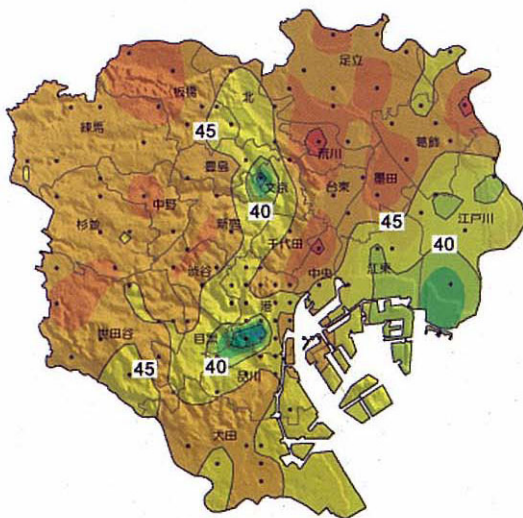 足立
板橋
北
45
練馬
葛飾
荒川
豊島
文京
台東
墨田
中野
40
45
江戸川
杉並
新宿
千代田
40
渋谷
中央
江東
港
世田谷
目黒
45
40
品川
大田